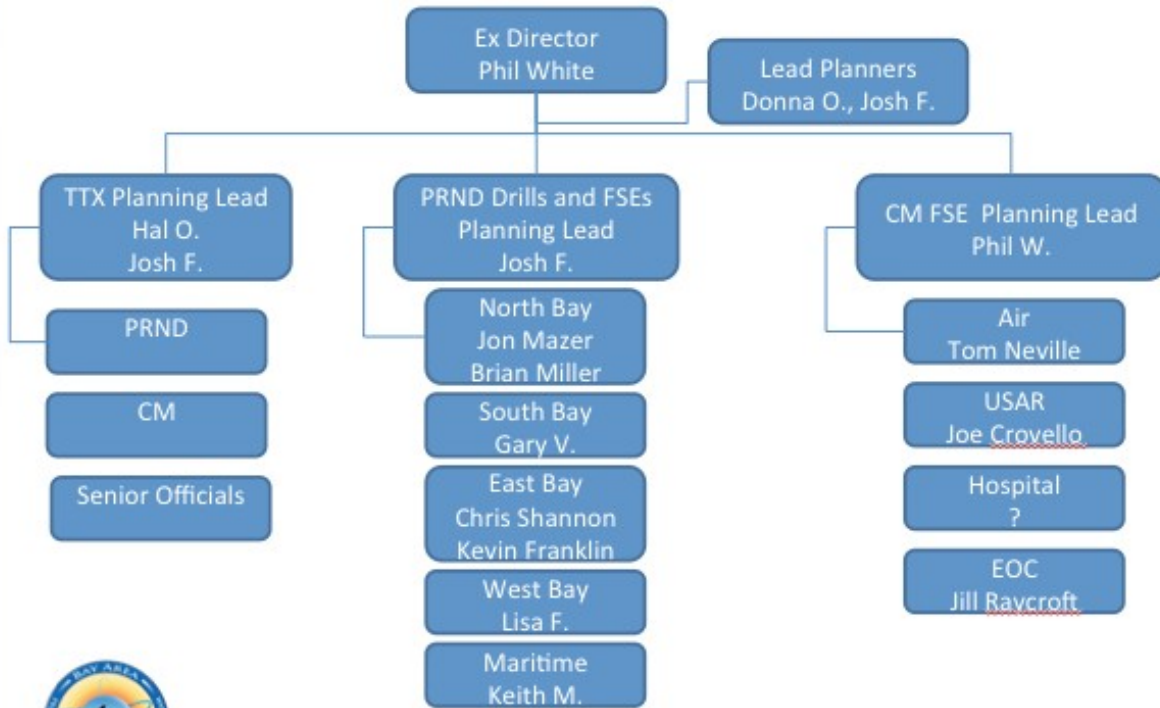 Ex Director
Phil White
Lead Planners
Donna O., Josh F.
TTX Planning Lead
Hal O.
Josh F.
PRND
CM
Senior Officials
PRND Drills and FSEs
Planning Lead
Josh F.
North Bay
Jon Mazer
Brian Miller
South Bay
Gary V.
East Bay
Chris Shannon
Kevin Franklin
West Bay
Lisa F.
Maritime
Keith M.
CM FSE  Planning Lead
Phil W.
Air
Tom Neville
USAR
Joe Crovello
Hospital
?
EOC
Jill Raycroft
BAY AREA